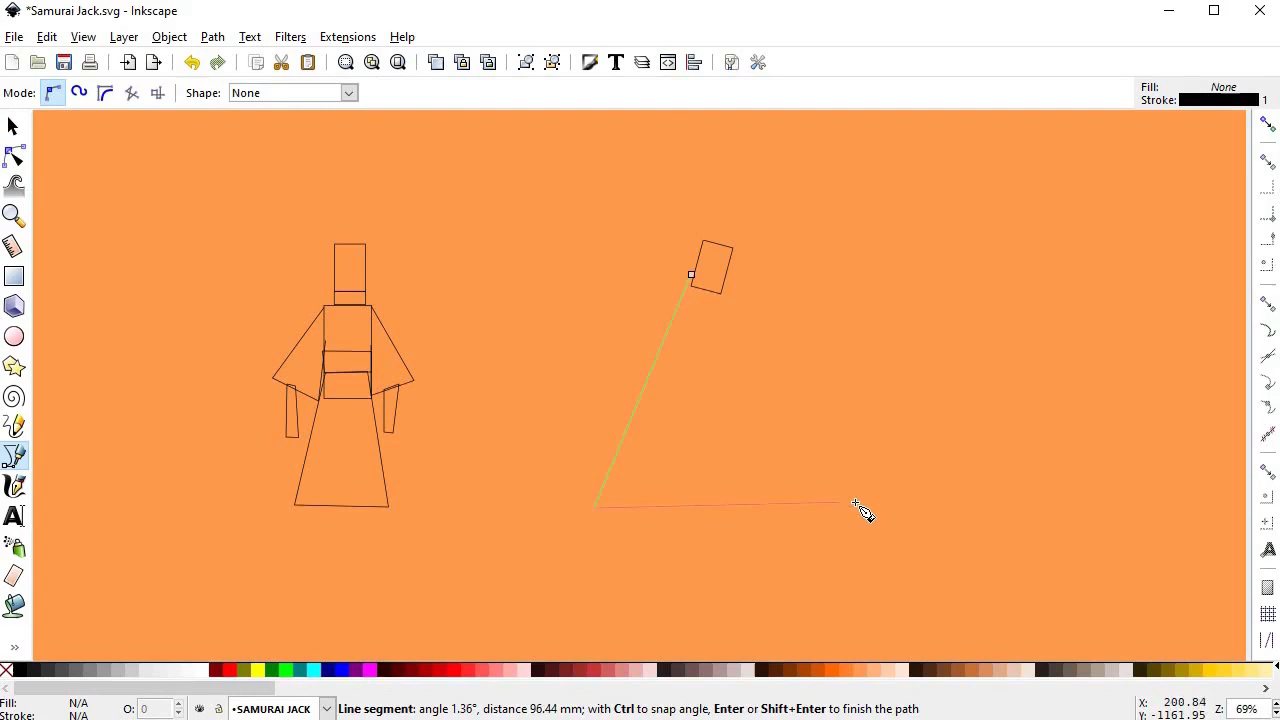 *Samurai Jack.svg - Inkscape
File Edit View Layer Object Path Text Filters Extensions Help
Mode: Shape: None
Fill: None
Stroke: 1
Fill: N/A
Stroke: N/A
O: 0
•SAMURAI JACK
Line segment: angle 1.36°, distance 96.44 mm; with Ctrl to snap angle, Enter or Shift+Enter to finish the path
X: 200.84
Y: -1161.95
Z: 69%